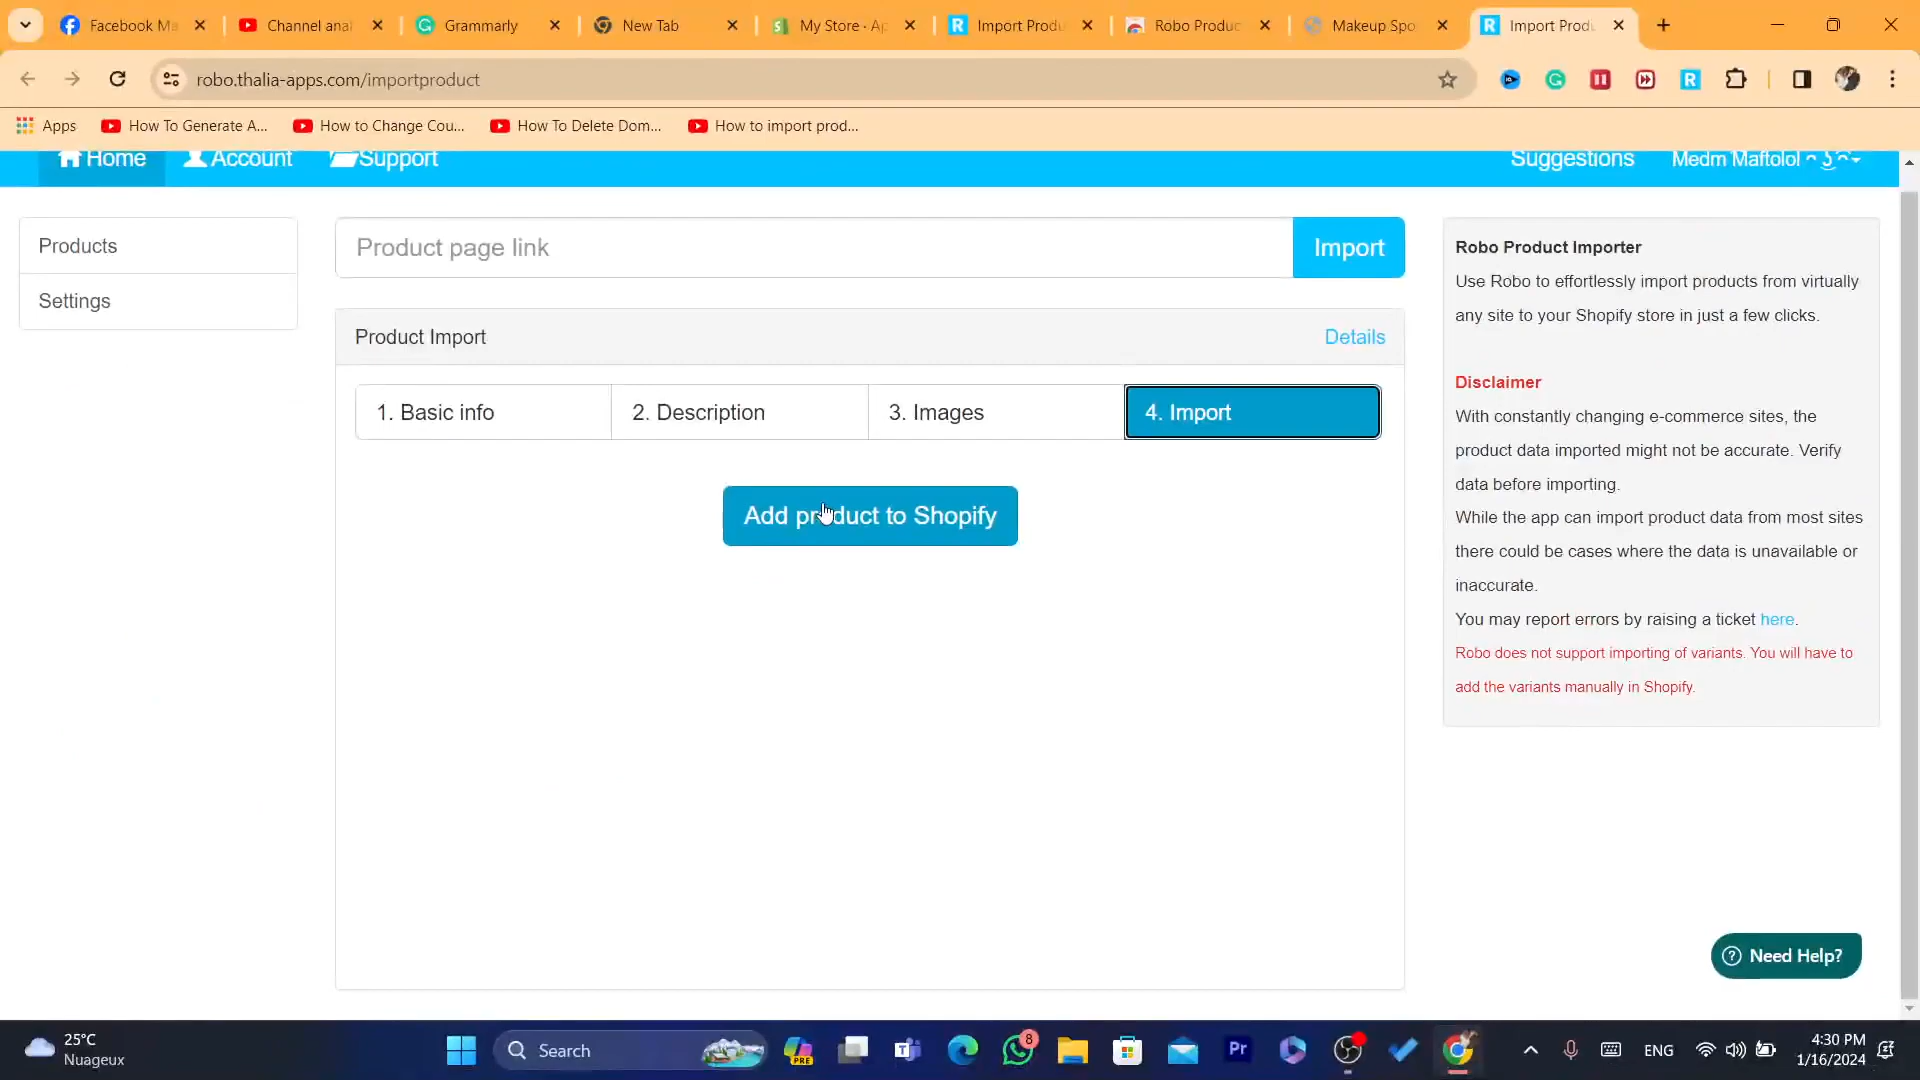 Facebook Ma
Channel anal
Grammarly
New Tab
My Store · Ap
Import Produ
Robo Produc
Makeup Spo
Import Produ
robo.thalia-apps.com/importproduct
Apps
How To Generate A...
How to Change Cou...
How To Delete Dom...
How to import prod...
Home
Account
Support
Suggestions
Medm Maftolol
Products
Settings
Product page link
Import
Product Import
Details
1. Basic info
2. Description
3. Images
4. Import
Add product to Shopify
Robo Product Importer
Use Robo to effortlessly import products from virtually
any site to your Shopify store in just a few clicks.
Disclaimer
With constantly changing e-commerce sites, the
product data imported might not be accurate. Verify
data before importing.
While the app can import product data from most sites
there could be cases where the data is unavailable or
inaccurate.
You may report errors by raising a ticket here.
Robo does not support importing of variants. You will have to
add the variants manually in Shopify.
Need Help?
25°C
Nuageux
Search
PRE
8
Pr
ENG
4:30 PM
1/16/2024